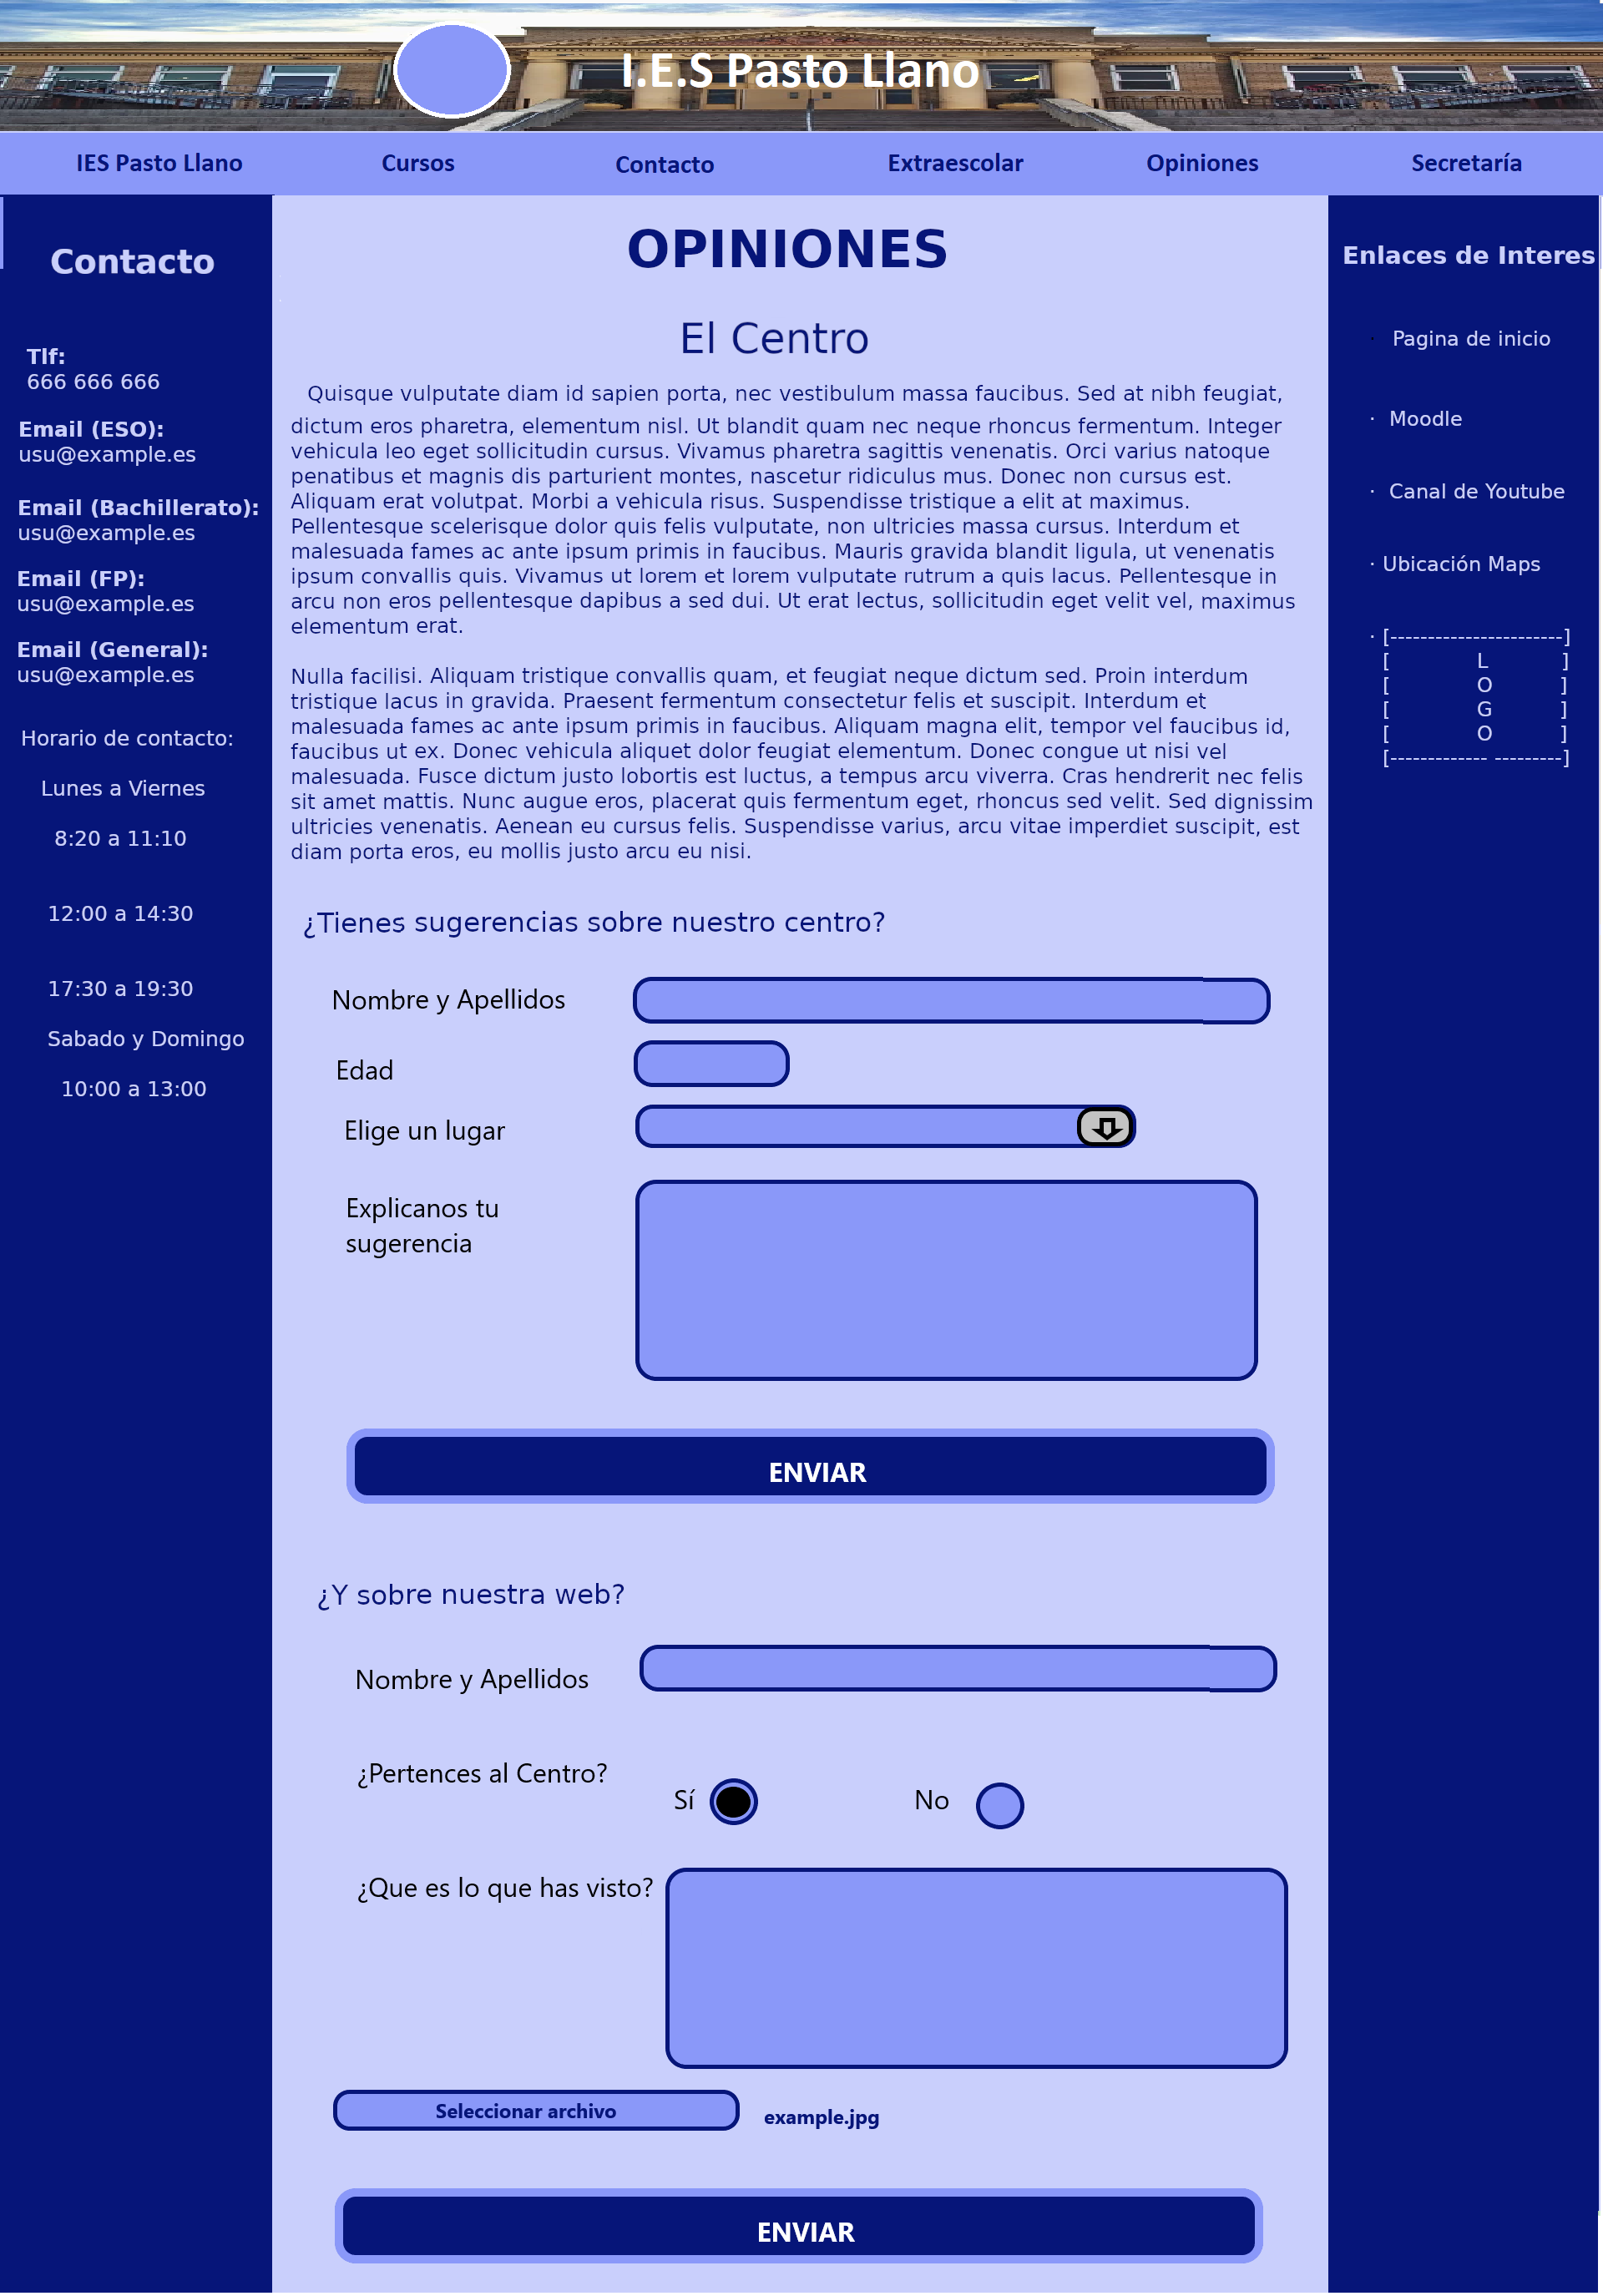 I.E.S Pasto Llano
IES Pasto Llano
Cursos
Contacto
Extraescolar
Opiniones
Secretaría
Contacto
Tlf:
666 666 666
Email (ESO):
usu@example.es
Email (Bachillerato):
usu@example.es
Email (FP):
usu@example.es
Email (General):
usu@example.es
Horario de contacto:
Lunes a Viernes
8:20 a 11:10
12:00 a 14:30
17:30 a 19:30
Sabado y Domingo
10:00 a 13:00
OPINIONES
El Centro
Quisque vulputate diam id sapien porta, nec vestibulum massa faucibus. Sed at nibh feugiat,
dictum eros pharetra, elementum nisl. Ut blandit quam nec neque rhoncus fermentum. Integer
vehicula leo eget sollicitudin cursus. Vivamus pharetra sagittis venenatis. Orci varius natoque
penatibus et magnis dis parturient montes, nascetur ridiculus mus. Donec non cursus est.
Aliquam erat volutpat. Morbi a vehicula risus. Suspendisse tristique a elit at maximus.
Pellentesque scelerisque dolor quis felis vulputate, non ultricies massa cursus. Interdum et
malesuada fames ac ante ipsum primis in faucibus. Mauris gravida blandit ligula, ut venenatis
ipsum convallis quis. Vivamus ut lorem et lorem vulputate rutrum a quis lacus. Pellentesque in
arcu non eros pellentesque dapibus a sed dui. Ut erat lectus, sollicitudin eget velit vel, maximus
elementum erat.
Nulla facilisi. Aliquam tristique convallis quam, et feugiat neque dictum sed. Proin interdum
tristique lacus in gravida. Praesent fermentum consectetur felis et suscipit. Interdum et
malesuada fames ac ante ipsum primis in faucibus. Aliquam magna elit, tempor vel faucibus id,
faucibus ut ex. Donec vehicula aliquet dolor feugiat elementum. Donec congue ut nisi vel
malesuada. Fusce dictum justo lobortis est luctus, a tempus arcu viverra. Cras hendrerit nec felis
sit amet mattis. Nunc augue eros, placerat quis fermentum eget, rhoncus sed velit. Sed dignissim
ultricies venenatis. Aenean eu cursus felis. Suspendisse varius, arcu vitae imperdiet suscipit, est
diam porta eros, eu mollis justo arcu eu nisi.
¿Tienes sugerencias sobre nuestro centro?
Nombre y Apellidos
Edad
Elige un lugar
Explicanos tu
sugerencia
ENVIAR
¿Y sobre nuestra web?
Nombre y Apellidos
¿Pertences al Centro?
Sí
No
¿Que es lo que has visto?
Seleccionar archivo
example.jpg
ENVIAR
Enlaces de Interes
· Pagina de inicio
· Moodle
· Canal de Youtube
· Ubicación Maps
· [-----------------------]
[ L ]
[ O ]
[ G ]
[ O ]
[------------- ---------]